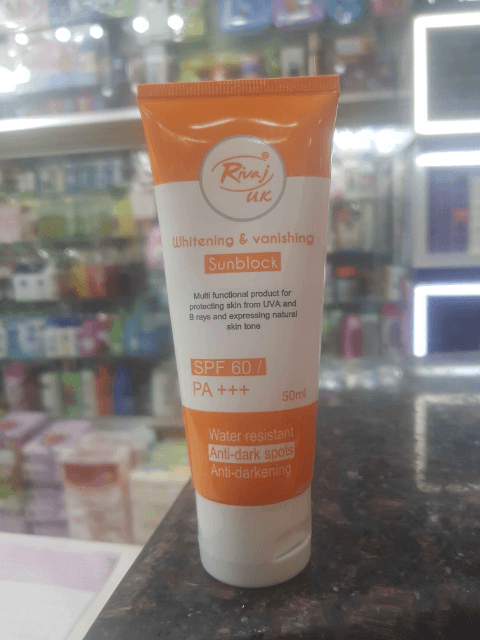 Rivaj ®
UK
Whitening & vanishing
Sunblock
Multi functional product for
protecting skin from UVA and
B rays and expressing natural
skin tone
SPF 60 /
PA +++
50ml
Water resistant
Anti-dark spots
Anti-darkening